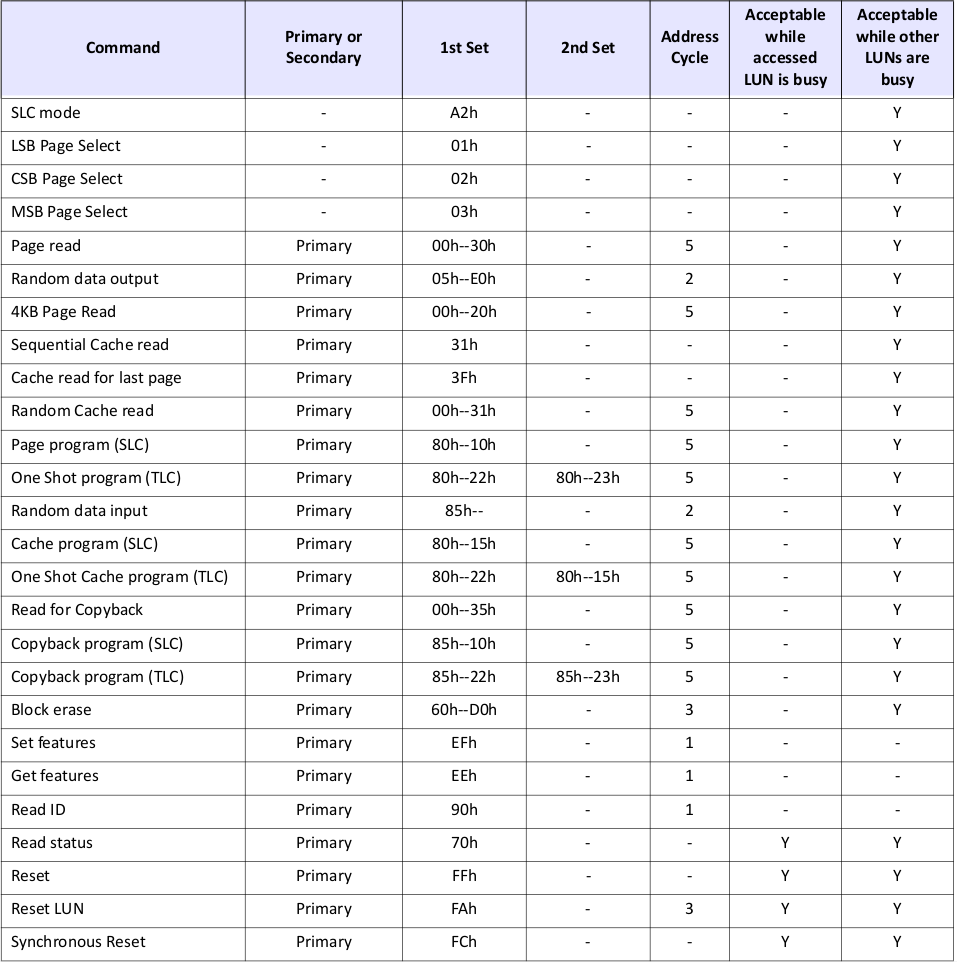 Command Primary or Secondary 1st Set 2nd Set Address Cycle Acceptable while accessed LUN is busy Acceptable while other LUNs are busy
SLC mode - A2h - - - Y
LSB Page Select - 01h - - - Y
CSB Page Select - 02h - - - Y
MSB Page Select - 03h - - - Y
Page read Primary 00h--30h - 5 - Y
Random data output Primary 05h--E0h - 2 - Y
4KB Page Read Primary 00h--20h - 5 - Y
Sequential Cache read Primary 31h - - - Y
Cache read for last page Primary 3Fh - - - Y
Random Cache read Primary 00h--31h - 5 - Y
Page program (SLC) Primary 80h--10h - 5 - Y
One Shot program (TLC) Primary 80h--22h 80h--23h 5 - Y
Random data input Primary 85h-- - 2 - Y
Cache program (SLC) Primary 80h--15h - 5 - Y
One Shot Cache program (TLC) Primary 80h--22h 80h--15h 5 - Y
Read for Copyback Primary 00h--35h - 5 - Y
Copyback program (SLC) Primary 85h--10h - 5 - Y
Copyback program (TLC) Primary 85h--22h 85h--23h 5 - Y
Block erase Primary 60h--D0h - 3 - Y
Set features Primary EFh - 1 - -
Get features Primary EEh - 1 - -
Read ID Primary 90h - 1 - -
Read status Primary 70h - - Y Y
Reset Primary FFh - - Y Y
Reset LUN Primary FAh - 3 Y Y
Synchronous Reset Primary FCh - - Y Y